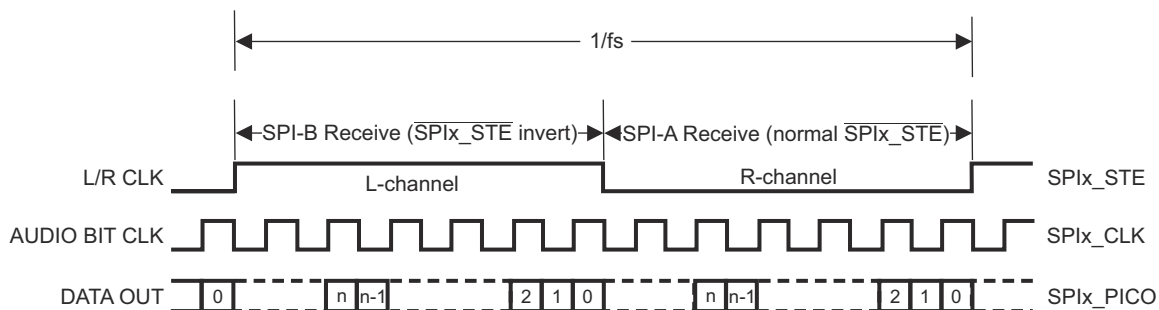 1/fs
SPI-B Receive (SPIx_STE invert) SPI-A Receive (normal SPIx_STE)
L/R CLK L-channel R-channel SPIx_STE
AUDIO BIT CLK SPIx_CLK
DATA OUT 0 n n-1 2 1 0 n n-1 2 1 0 SPIx_PICO